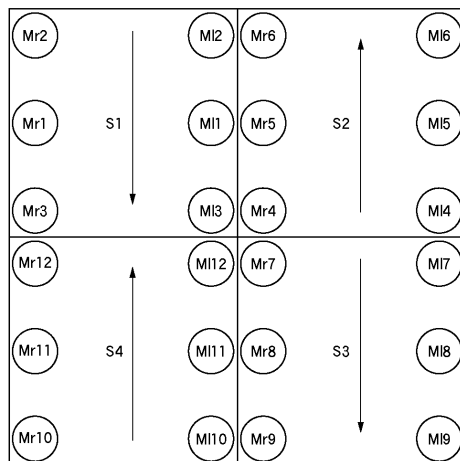 Mr2 Ml2 Mr6 Ml6
Mr1 S1 Ml1 Mr5 S2 Ml5
Mr3 Ml3 Mr4 Ml4
Mr12 Ml12 Mr7 Ml7
Mr11 S4 Ml11 Mr8 S3 Ml8
Mr10 Ml10 Mr9 Ml9